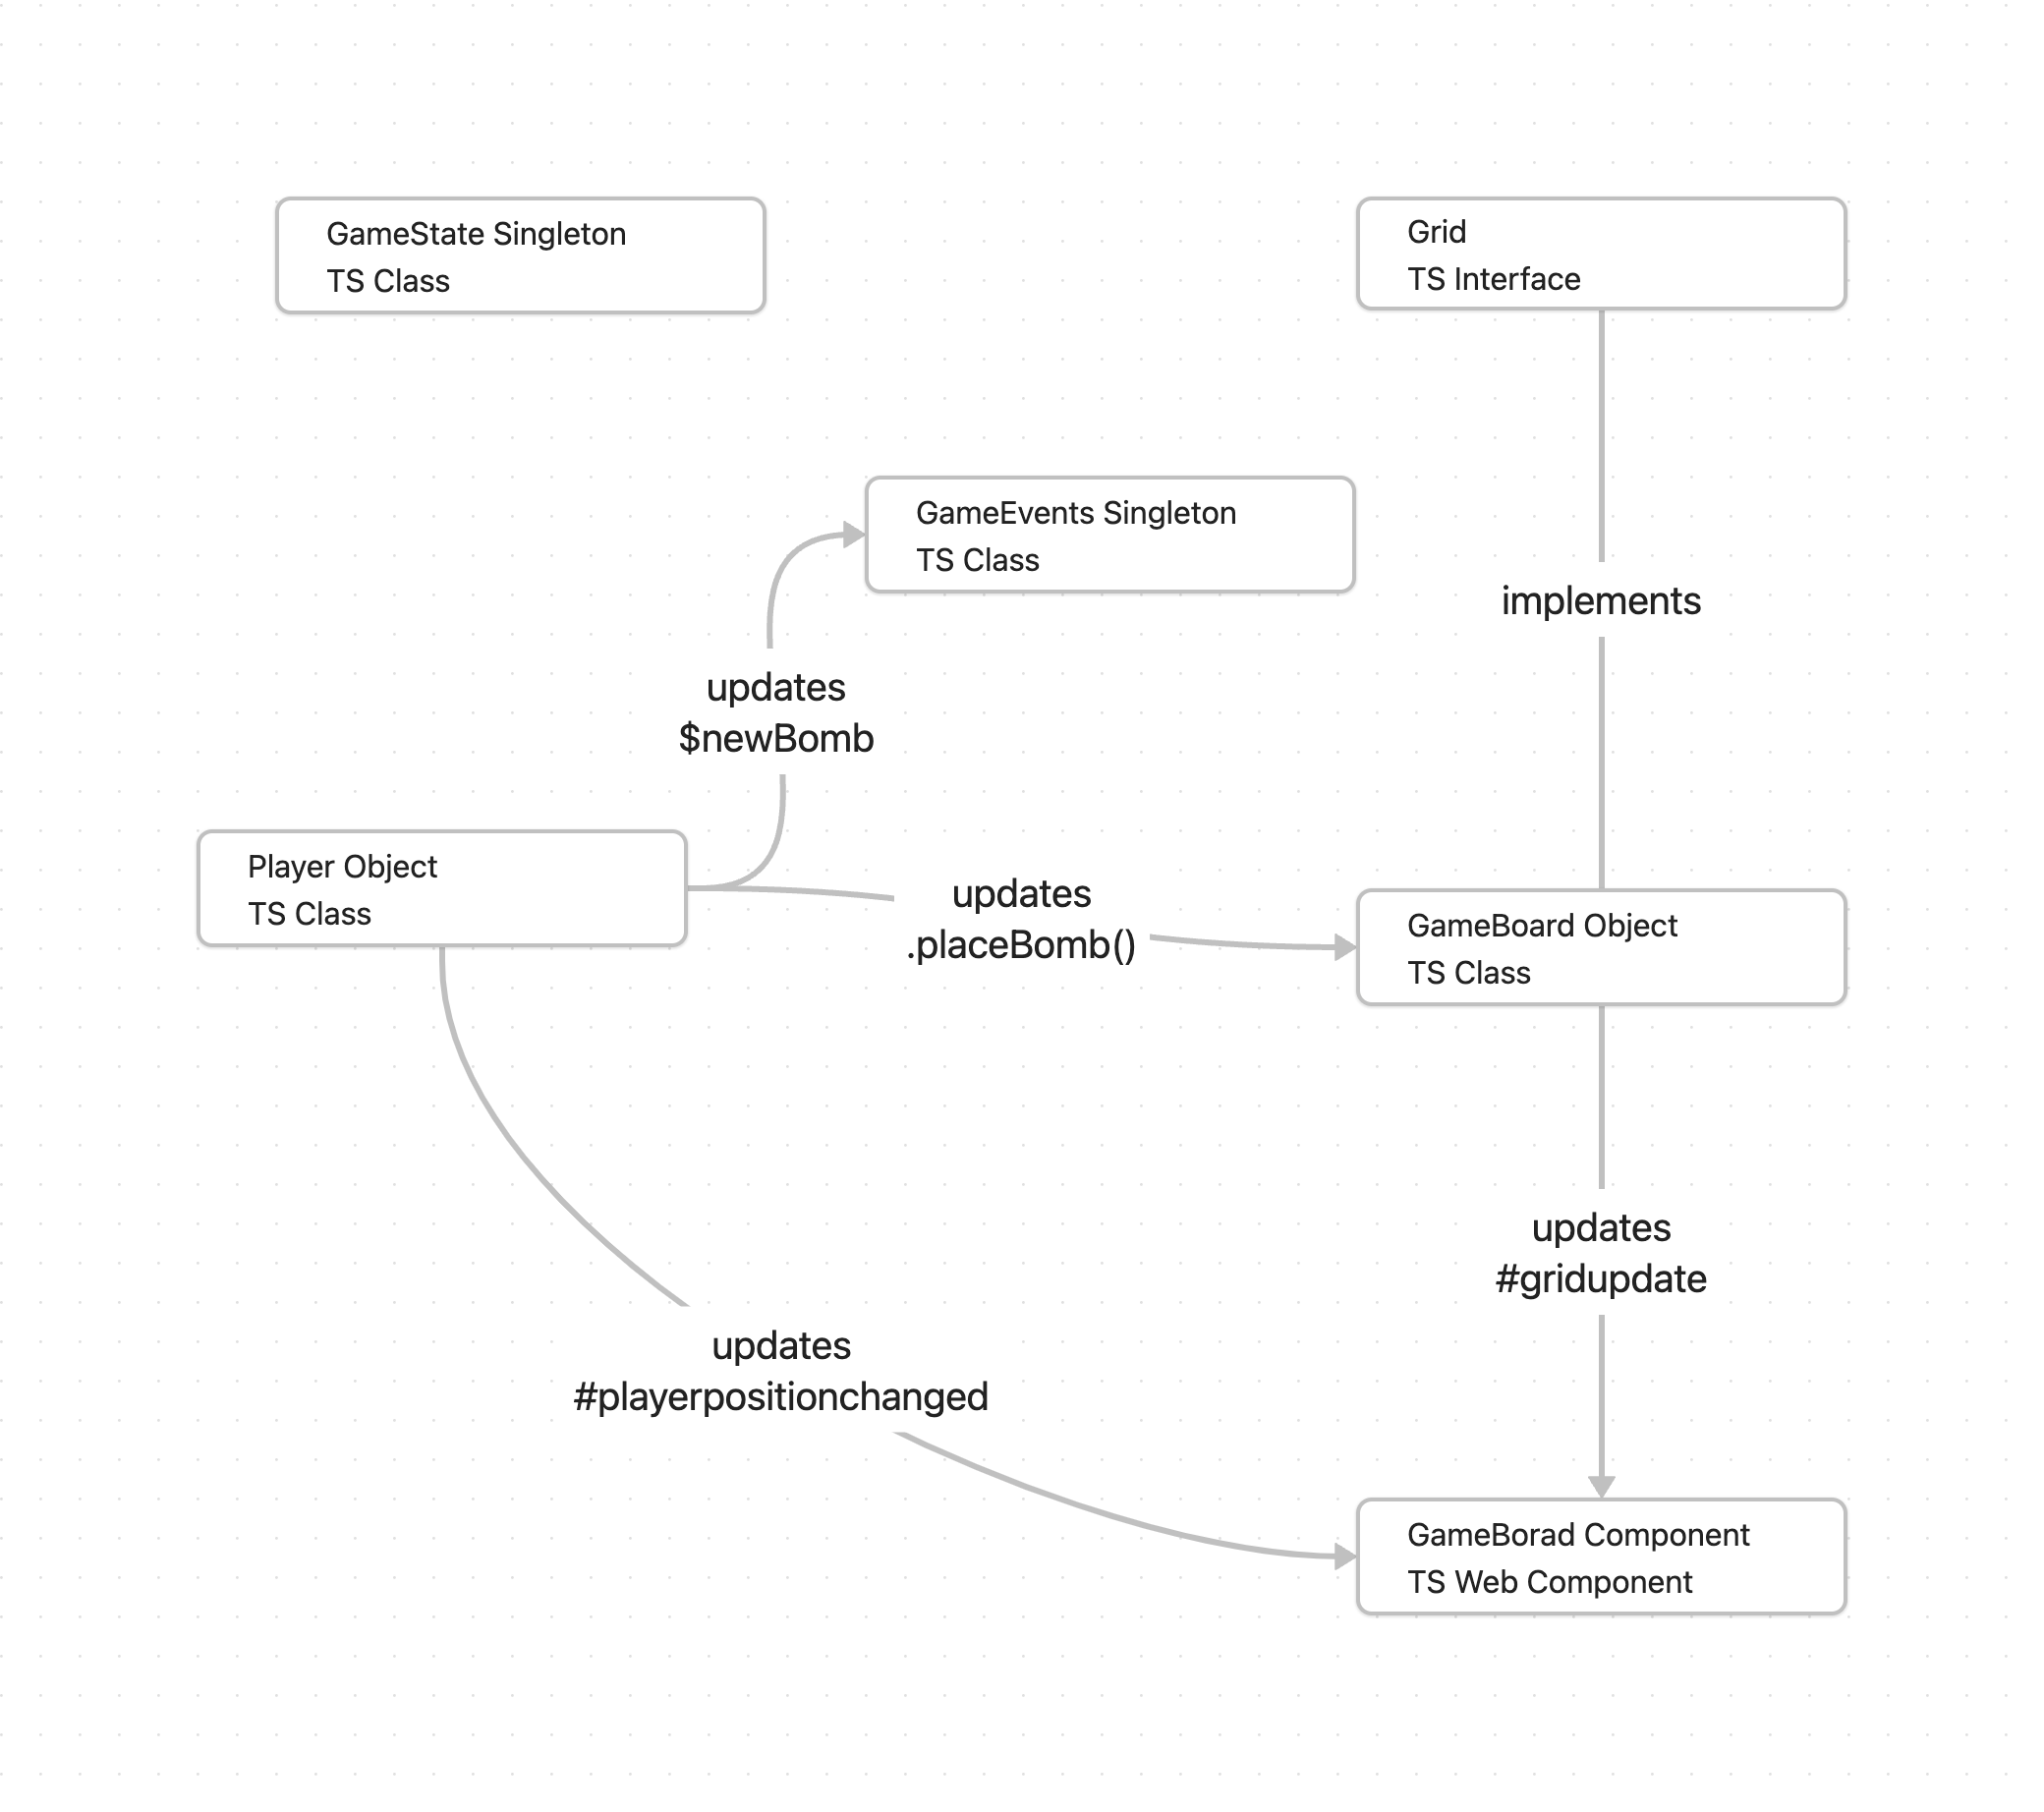 GameState Singleton
TS Class
Grid
TS Interface
GameEvents Singleton
TS Class
implements
updates
$newBomb
Player Object
TS Class
updates
.placeBomb()
GameBoard Object
TS Class
updates
#gridupdate
updates
#playerpositionchanged
GameBorad Component
TS Web Component